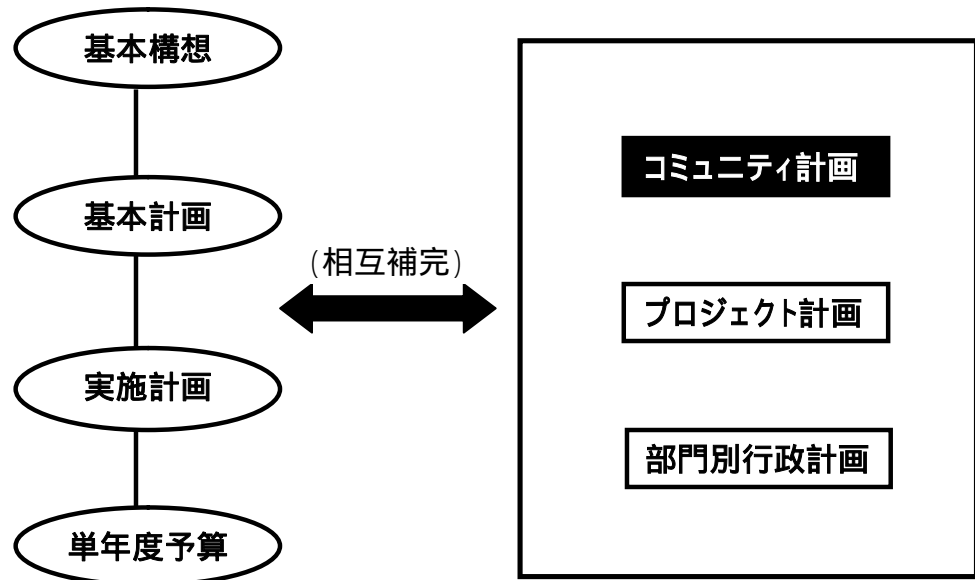 基本構想
基本計画
実施計画
単年度予算
(相互補完)
コミュニティ計画
プロジェクト計画
部門別行政計画